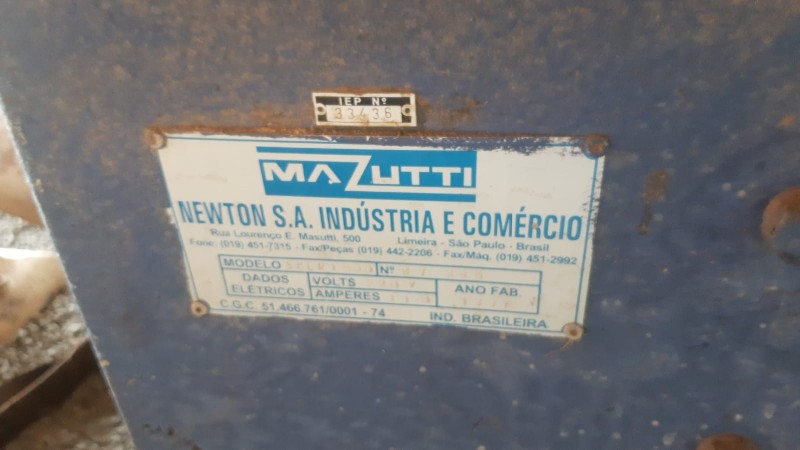 IEP Nº
33436
MAZUTTI
NEWTON S.A. INDÚSTRIA E COMÉRCIO
Rua Lourenço E. Masutti, 500 Limeira - São Paulo - Brasil
Fone: (019) 451-7315 - Fax/Peças (019) 442-2206 - Fax/Máq. (019) 451-2992
MODELO Nº
DADOS ELÉTRICOS
VOLTS
AMPERES
ANO FAB.
C.G.C. 51.466.761/0001 - 74 IND. BRASILEIRA